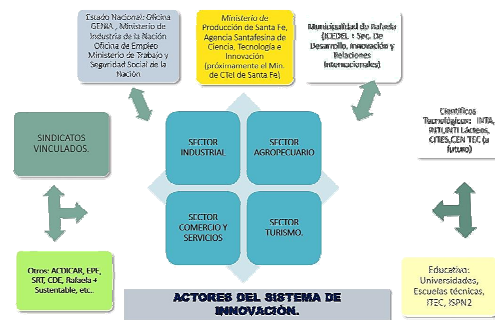 Estado Nacional: Oficina
GENIA , Ministerio de
Industria de la Nación
Oficina de Empleo
Ministerio de Trabajo y
Seguridad Social de la
Nación
Ministerio de
Producción de Santa Fe,
Agencia Santafesina de
Ciencia, Tecnología e
Innovación
(próximamente el Min.
de CTeI de Santa Fe)
Municipalidad de Rafaela
(ICEDEL + Sec. De
Desarrollo, Innovación y
Relaciones
Internacionales)
SINDICATOS
VINCULADOS.
SECTOR
INDUSTRIAL
SECTOR
AGROPECUARIO
SECTOR
COMERCIO Y
SERVICIOS
SECTOR
TURISMO.
Científicos
Tecnológicos: INTA,
INTI Lácteos,
CITES,CEN TEC (a
futuro)
Otros: ACDICAR, EPE,
SRT, CDE, Rafaela +
Sustentable, etc..
Educativo:
Universidades,
Escuelas técnicas,
ITEC, ISPN2
ACTORES DEL SISTEMA DE
INNOVACIÓN.